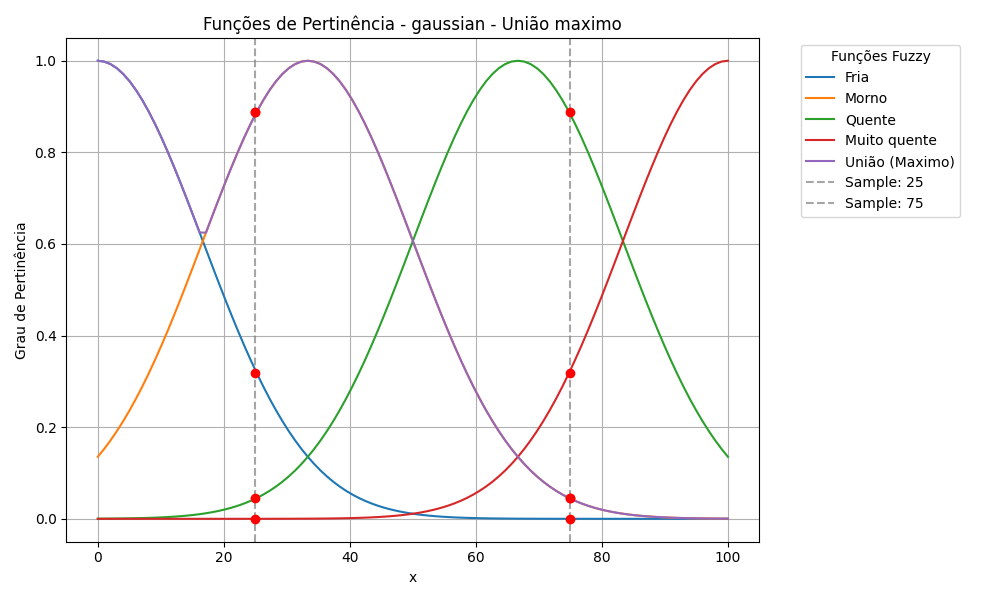 Funções de Pertinência - gaussian - União maximo
Funções Fuzzy
Fria
Morno
Quente
Muito quente
União (Maximo)
Sample: 25
Sample: 75
Grau de Pertinência
1.0
0.8
0.6
0.4
0.2
0.0
0
20
40
60
80
100
x